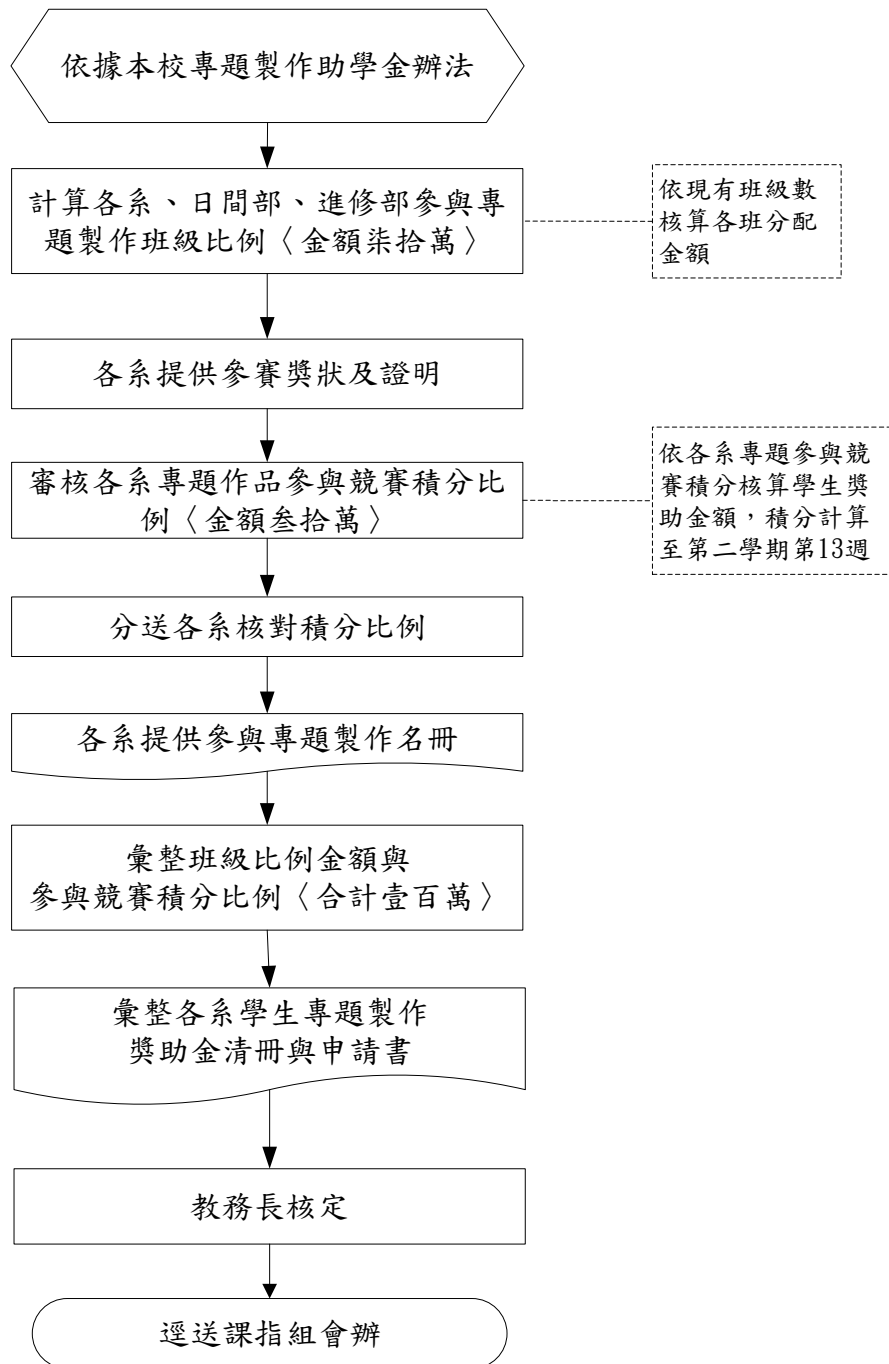 依據本校專題製作助學金辦法
計算各系、日間部、進修部參與專
題製作班級比例〈金額柒拾萬〉
依現有班級數
核算各班分配
金額
各系提供參賽獎狀及證明
審核各系專題作品參與競賽積分比
例〈金額叁拾萬〉
依各系專題參與競
賽積分核算學生獎
助金額，積分計算
至第二學期第13週
分送各系核對積分比例
各系提供參與專題製作名冊
彙整班級比例金額與
參與競賽積分比例〈合計壹百萬〉
彙整各系學生專題製作
獎助金清冊與申請書
教務長核定
逕送課指組會辦